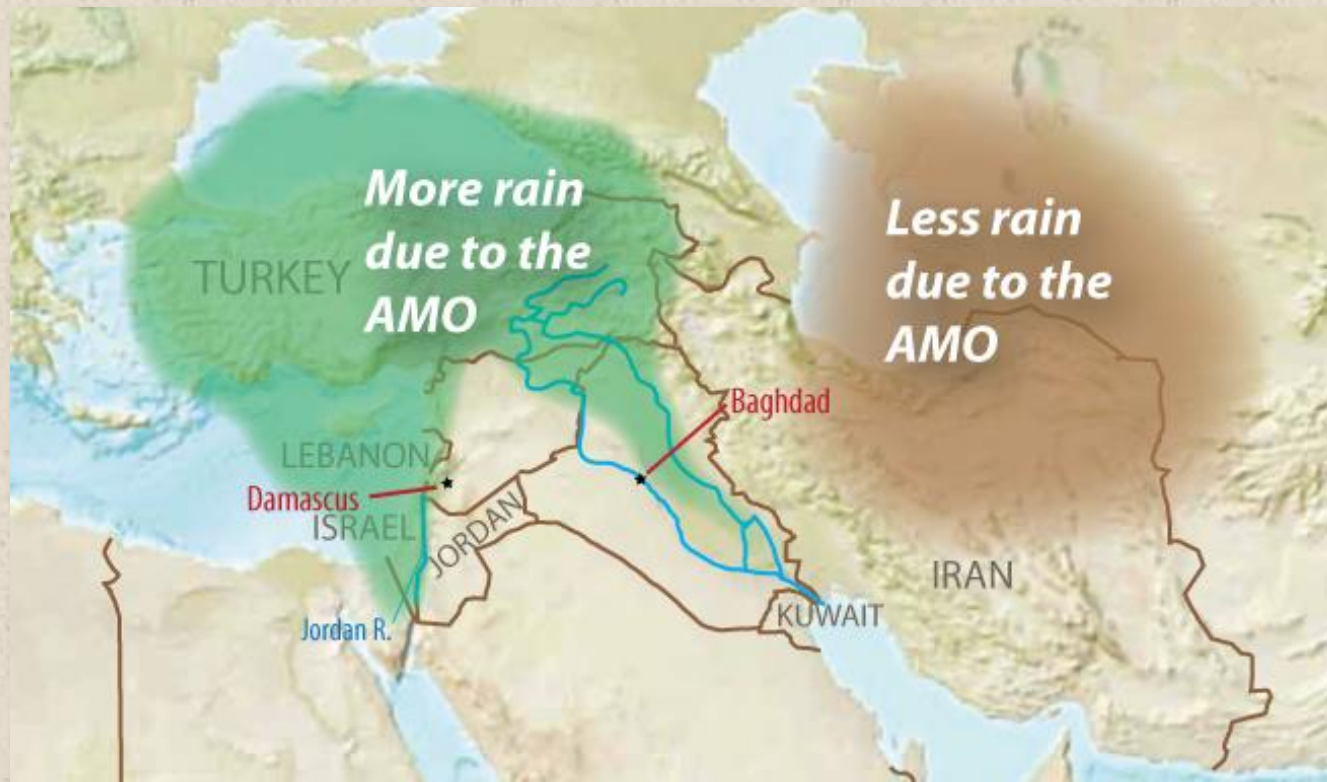 More rain
due to the
AMO
Less rain
due to the
AMO
TURKEY
Baghdad
LEBANON
Damascus
ISRAEL
JORDAN
IRAN
Jordan R.
KUWAIT